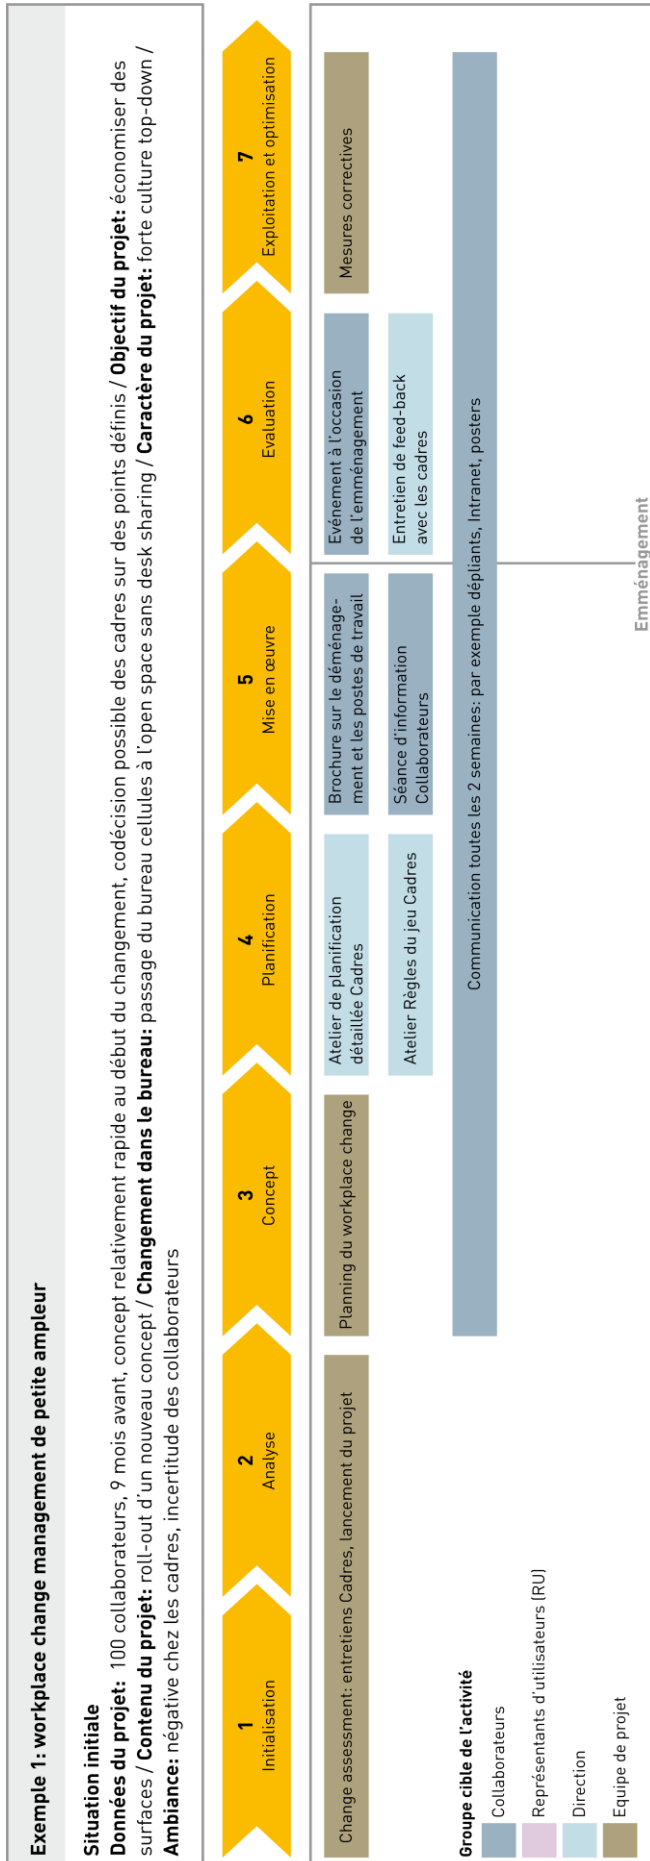 Exemple 1: workplace change management de petite ampleur
Situation initiale
Données du projet: 100 collaborateurs, 9 mois avant, concept relativement rapide au début du changement, codécision possible des cadres sur des points définis / Objectif du projet: économiser des
surfaces / Contenu du projet: roll-out d'un nouveau concept / Changement dans le bureau: passage du bureau cellules à l'open space sans desk sharing / Caractère du projet: forte culture top-down /
Ambiance: négative chez les cadres, incertitude des collaborateurs
1
Initialisation
2
Analyse
3
Concept
4
Planification
5
Mise en œuvre
6
Evaluation
7
Exploitation et optimisation
Change assessment: entretiens Cadres, lancement du projet
Planning du workplace change
Atelier de planification
détaillée Cadres
Brochure sur le déménage-
ment et les postes de travail
Evénement à l'occasion
de l'emménagement
Mesures correctives
Atelier Règles du jeu Cadres
Séance d'information
Collaborateurs
Entretien de feed-back
avec les cadres
Communication toutes les 2 semaines: par exemple dépliants, Intranet, posters
Groupe cible de l'activité
Collaborateurs
Représentants d'utilisateurs (RU)
Direction
Equipe de projet
Emménagement